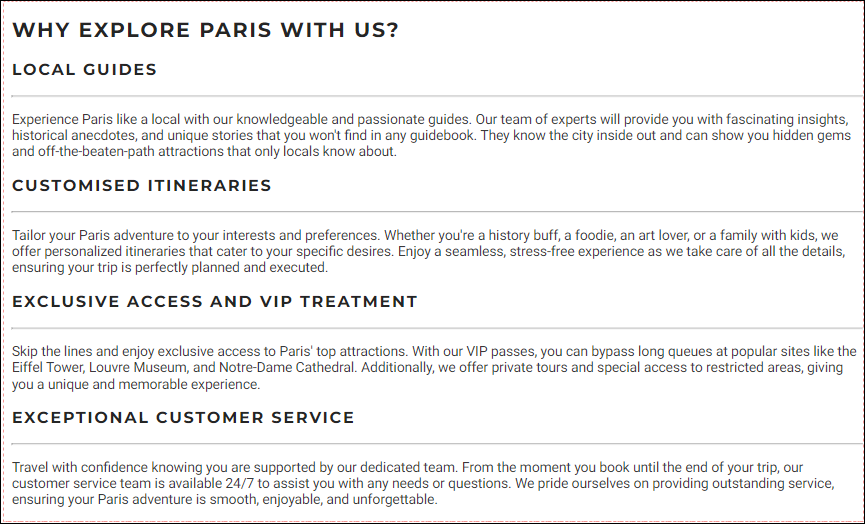 WHY EXPLORE PARIS WITH US?
LOCAL GUIDES
Experience Paris like a local with our knowledgeable and passionate guides. Our team of experts will provide you with fascinating insights,
historical anecdotes, and unique stories that you won't find in any guidebook. They know the city inside out and can show you hidden gems
and off-the-beaten-path attractions that only locals know about.
CUSTOMISED ITINERARIES
Tailor your Paris adventure to your interests and preferences. Whether you're a history buff, a foodie, an art lover, or a family with kids, we
offer personalized itineraries that cater to your specific desires. Enjoy a seamless, stress-free experience as we take care of all the details,
ensuring your trip is perfectly planned and executed.
EXCLUSIVE ACCESS AND VIP TREATMENT
Skip the lines and enjoy exclusive access to Paris' top attractions. With our VIP passes, you can bypass long queues at popular sites like the
Eiffel Tower, Louvre Museum, and Notre-Dame Cathedral. Additionally, we offer private tours and special access to restricted areas, giving
you a unique and memorable experience.
EXCEPTIONAL CUSTOMER SERVICE
Travel with confidence knowing you are supported by our dedicated team. From the moment you book until the end of your trip, our
customer service team is available 24/7 to assist you with any needs or questions. We pride ourselves on providing outstanding service,
ensuring your Paris adventure is smooth, enjoyable, and unforgettable.